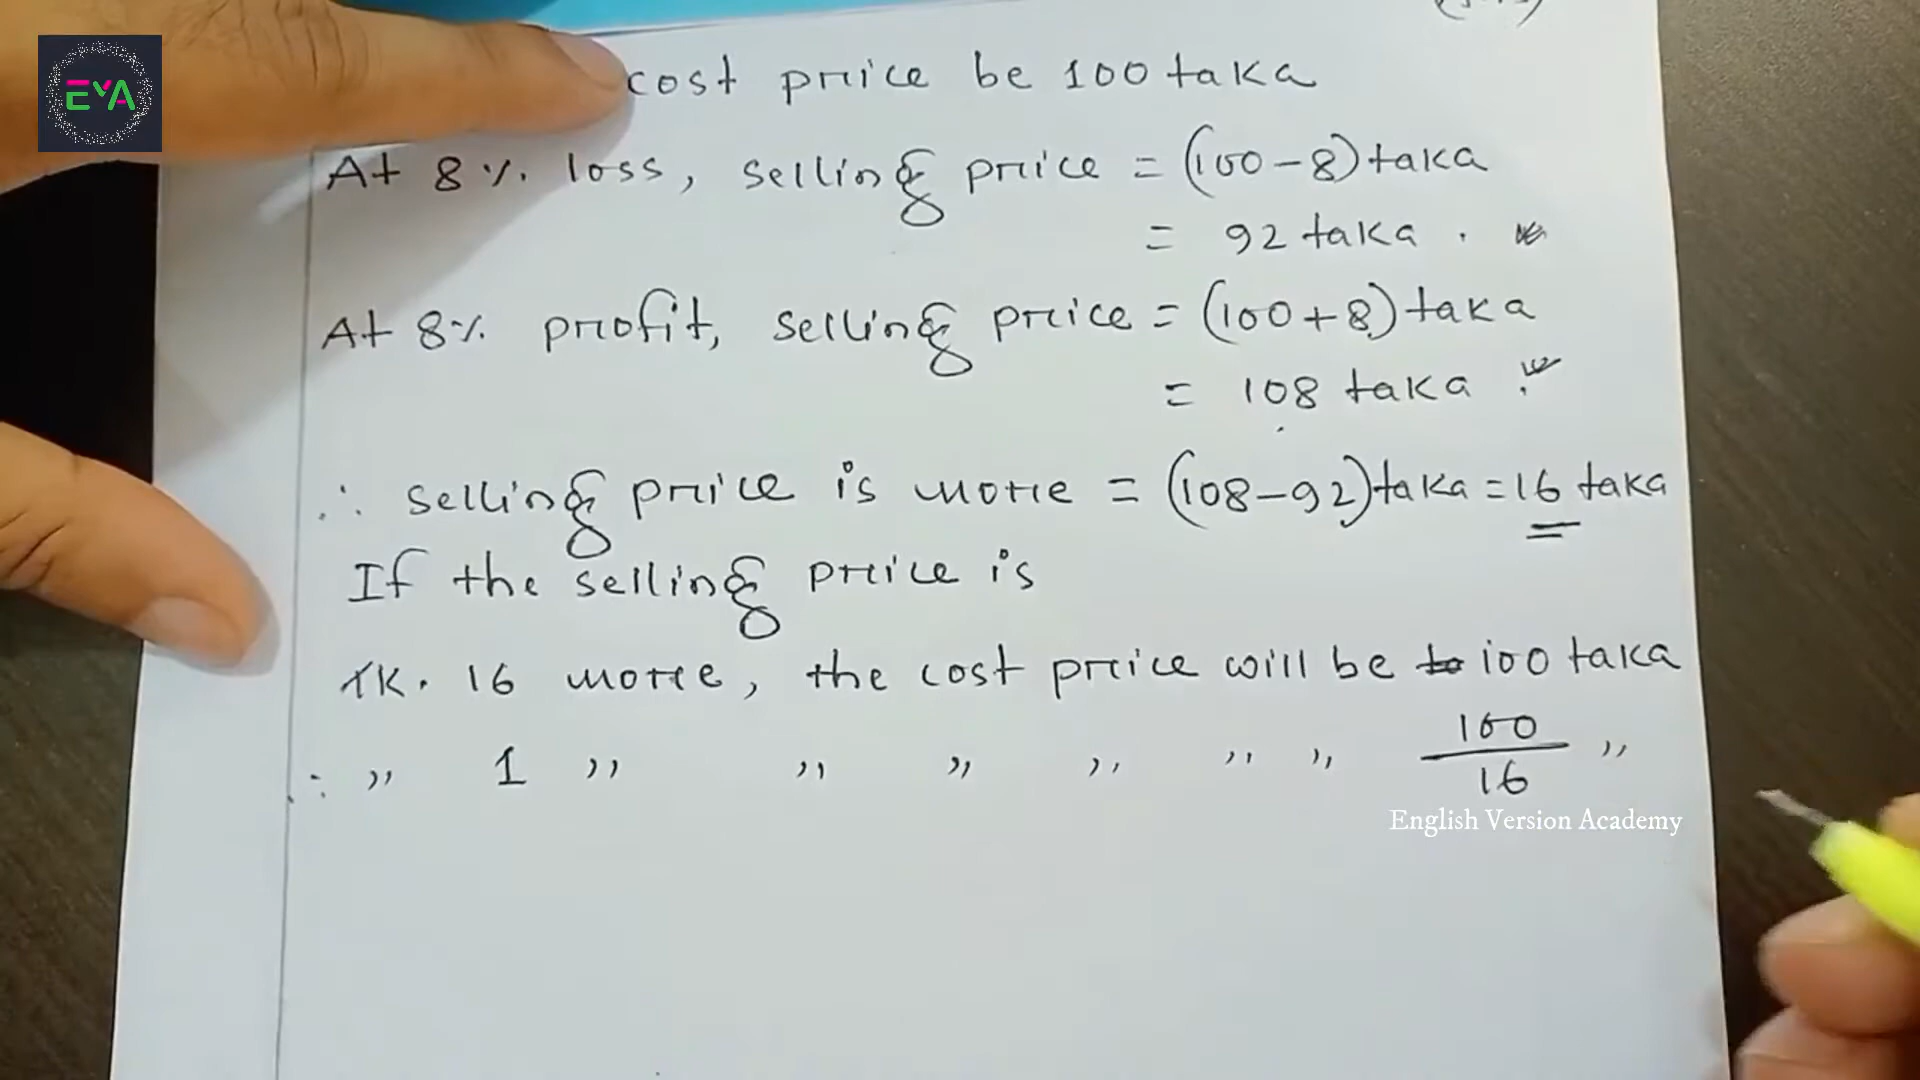 EYA
cost price be 100 taka
At 8%. loss, selling price = (100-8) taka
= 92 taka .
At 8% profit, selling price = (100+8) taka
= 108 taka .
∴ selling price is more = (108-92) taka = 16 taka
If the selling price is
TK. 16 more, the cost price will be to 100 taka
∴ ,, 1 ,, ,, ,, ,, ,, ,, 100/16 ,,
English Version Academy